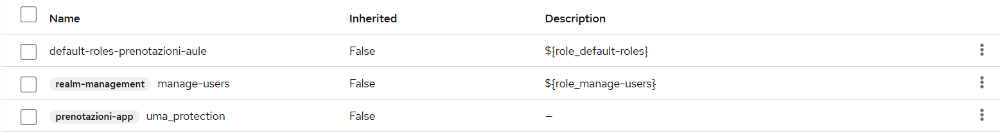 Name Inherited Description
default-roles-prenotazioni-aule False ${role_default-roles}
realm-management manage-users False ${role_manage-users}
prenotazioni-app uma_protection False —